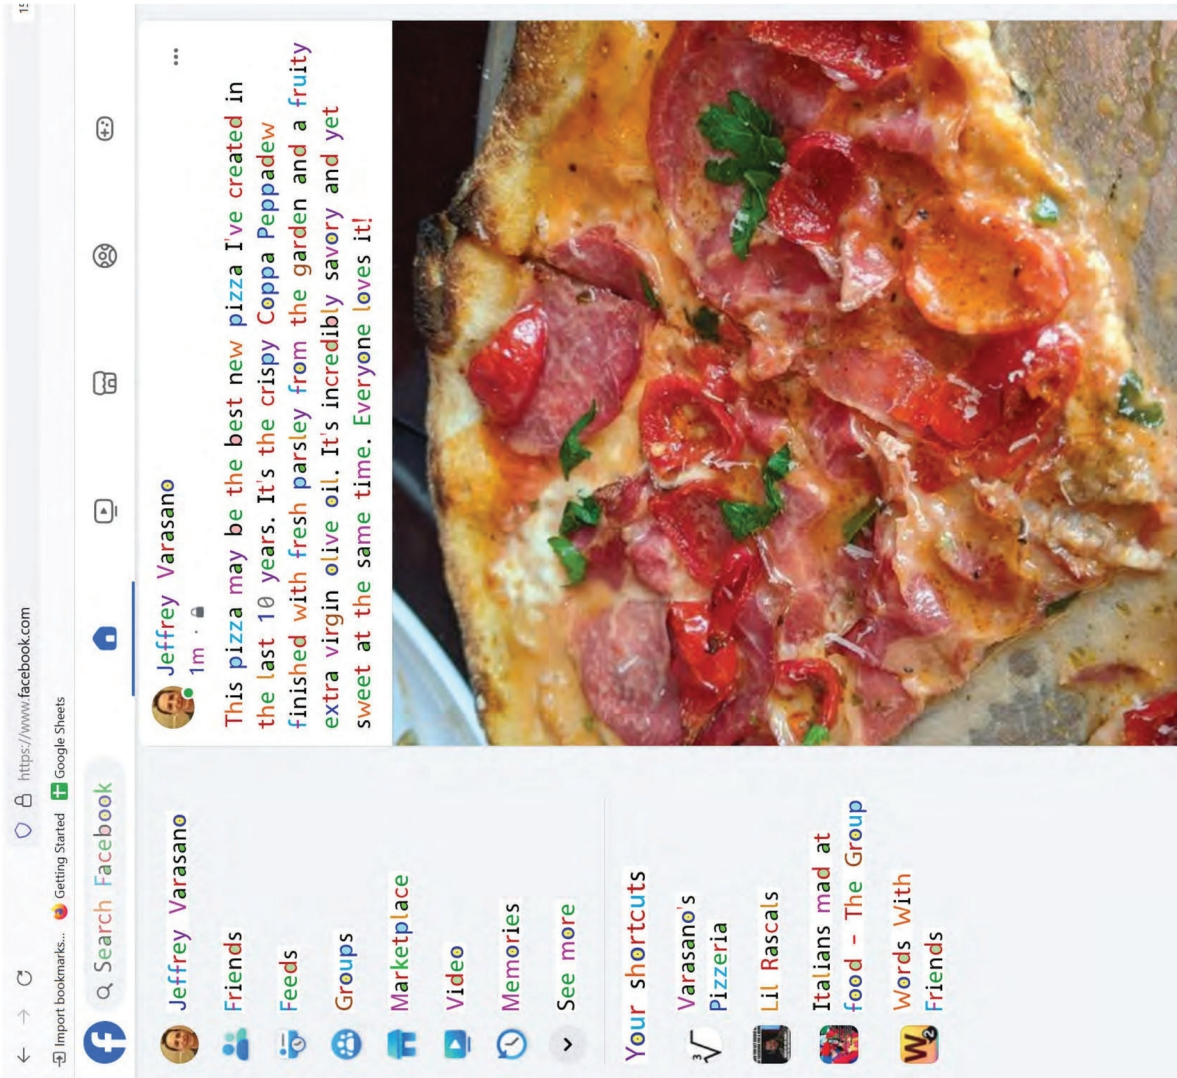 https://www.facebook.com
Import bookmarks...
Getting Started
Google Sheets
Search Facebook
Jeffrey Varasano
Friends
Feeds
Groups
Marketplace
Video
Memories
See more
Your shortcuts
Varasano's
Pizzeria
Lil Rascals
Italians mad at
food - The Group
Words With
Friends
Jeffrey Varasano
1m ·
This pizza may be the best new pizza I've created in
the last 10 years. It's the crispy Coppa Peppadew
finished with fresh parsley from the garden and a fruity
extra virgin olive oil. It's incredibly savory and yet
sweet at the same time. Everyone loves it!